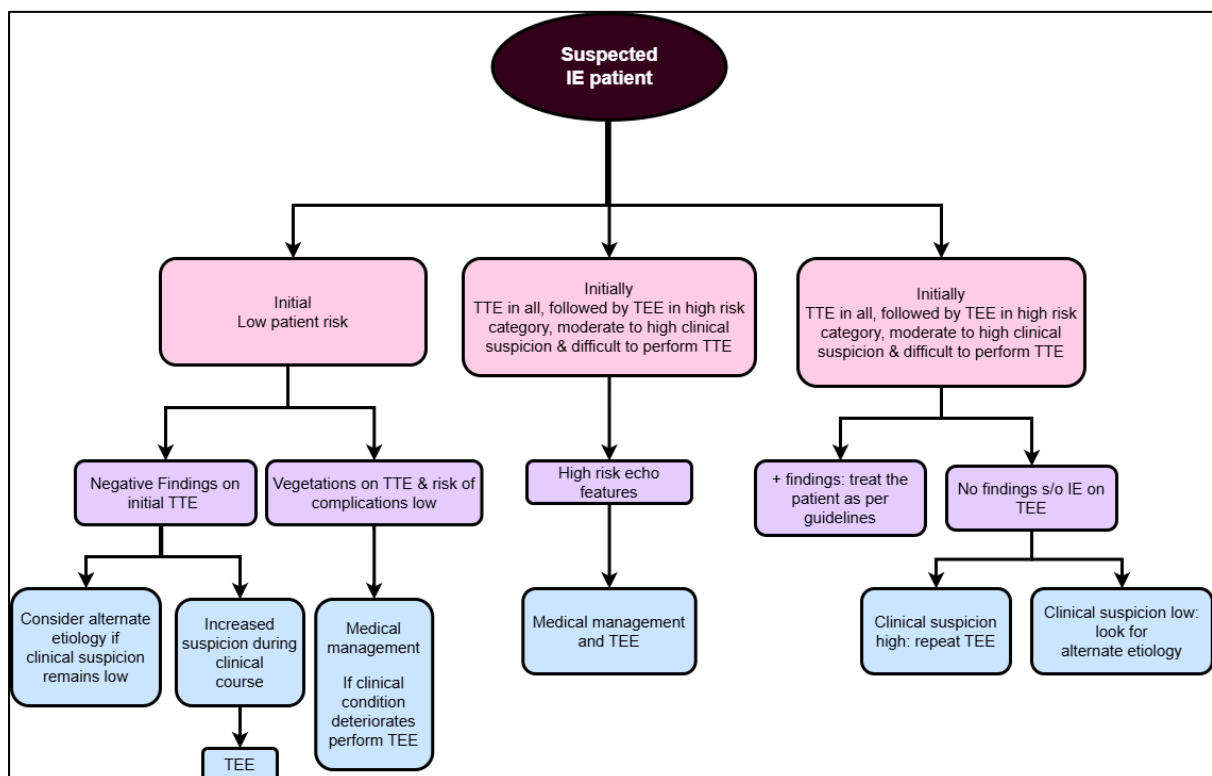 Suspected
IE patient
Initial
Low patient risk
Initially
TTE in all, followed by TEE in high risk
category, moderate to high clinical
suspicion & difficult to perform TTE
Initially
TTE in all, followed by TEE in high risk
category, moderate to high clinical
suspicion & difficult to perform TTE
Negative Findings on
initial TTE
Vegetations on TTE & risk of
complications low
High risk echo
features
+ findings: treat the
patient as per
guidelines
No findings s/o IE on
TEE
Consider alternate
etiology if
clinical suspicion
remains low
Increased
suspicion during
clinical
course
Medical
management
If clinical
condition
deteriorates
perform TEE
Medical management
and TEE
Clinical suspicion
high: repeat TEE
Clinical suspicion low:
look for
alternate etiology
TEE